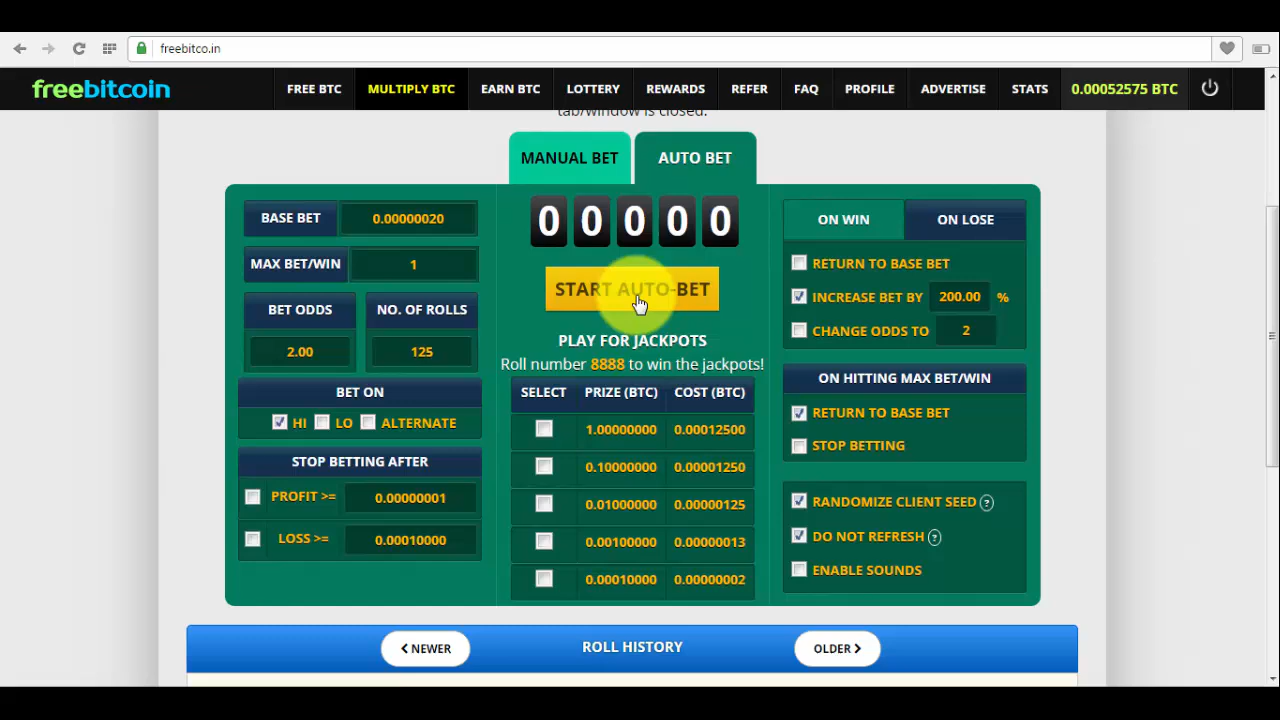 freebitco.in
freebitcoin FREE BTC MULTIPLY BTC EARN BTC LOTTERY REWARDS REFER FAQ PROFILE ADVERTISE STATS 0.00052575 BTC
tab/window is closed.
MANUAL BET AUTO BET
BASE BET 0.00000020
MAX BET/WIN 1
BET ODDS NO. OF ROLLS
2.00 125
BET ON
HI LO ALTERNATE
STOP BETTING AFTER
PROFIT >= 0.00000001
LOSS >= 0.00010000
0 0 0 0 0
START AUTO-BET
PLAY FOR JACKPOTS
Roll number 8888 to win the jackpots!
SELECT PRIZE (BTC) COST (BTC)
1.00000000 0.00012500
0.10000000 0.00001250
0.01000000 0.00000125
0.00100000 0.00000013
0.00010000 0.00000002
ON WIN ON LOSE
RETURN TO BASE BET
INCREASE BET BY 200.00 %
CHANGE ODDS TO 2
ON HITTING MAX BET/WIN
RETURN TO BASE BET
STOP BETTING
RANDOMIZE CLIENT SEED ?
DO NOT REFRESH ?
ENABLE SOUNDS
NEWER ROLL HISTORY OLDER